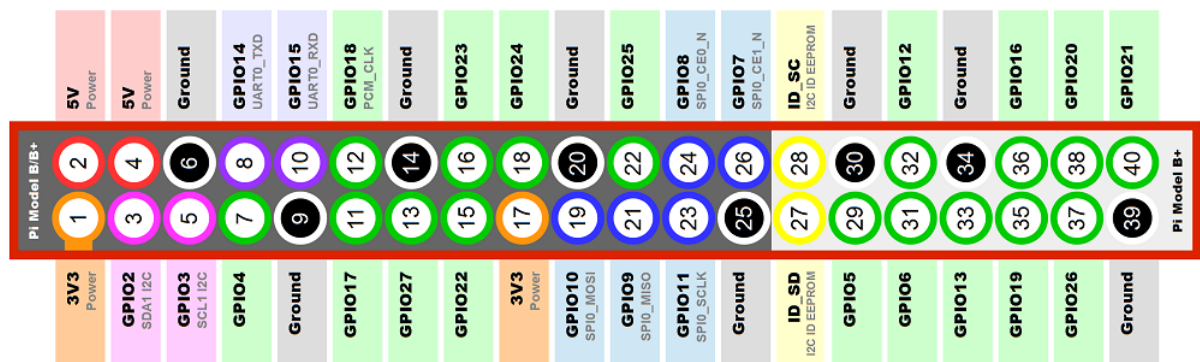 5V
Power
5V
Power
Ground
GPIO14
UART0_TXD
GPIO15
UART0_RXD
GPIO18
PCM_CLK
Ground
GPIO23
GPIO24
Ground
GPIO25
GPIO8
SPI0_CE0_N
GPIO7
SPI0_CE1_N
ID_SC
I2C ID EEPROM
Ground
GPIO12
Ground
GPIO16
GPIO20
GPIO21
Pi Model B/B+
2 4 6 8 10 12 14 16 18 20 22 24 26 28 30 32 34 36 38 40
1 3 5 7 9 11 13 15 17 19 21 23 25 27 29 31 33 35 37 39
Pi Model B+
3V3
Power
GPIO2
SDA1 I2C
GPIO3
SCL1 I2C
GPIO4
Ground
GPIO17
GPIO27
GPIO22
3V3
Power
GPIO10
SPI0_MOSI
GPIO9
SPI0_MISO
GPIO11
SPI0_SCLK
Ground
ID_SD
I2C ID EEPROM
GPIO5
GPIO6
GPIO13
GPIO19
GPIO26
Ground